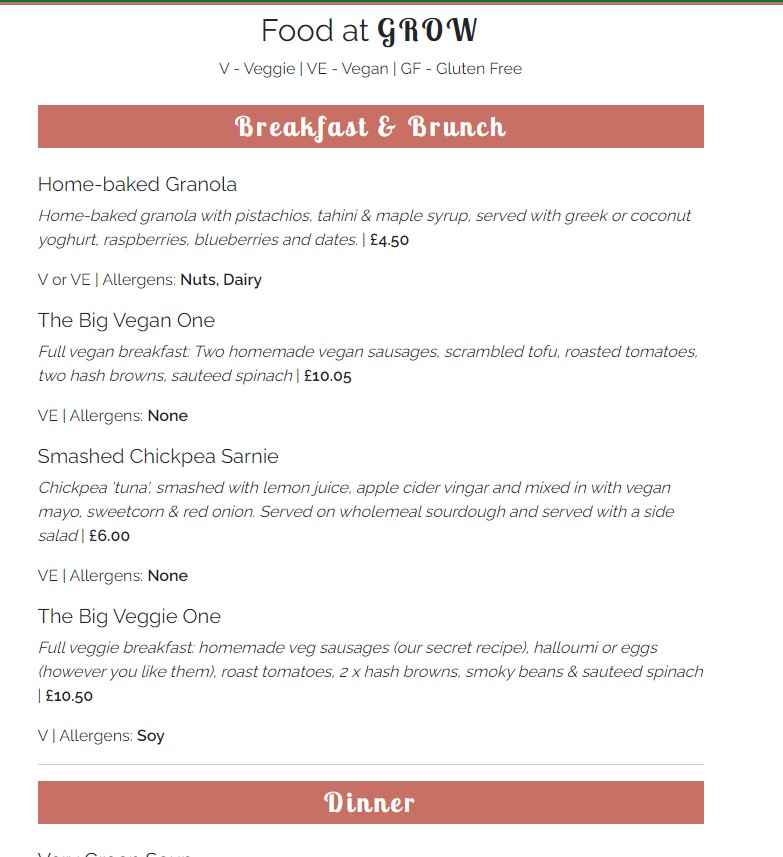 Food at GROW
V - Veggie | VE - Vegan | GF - Gluten Free
Breakfast & Brunch
Home-baked Granola
Home-baked granola with pistachios, tahini & maple syrup, served with greek or coconut
yoghurt, raspberries, blueberries and dates. | £4.50
V or VE | Allergens: Nuts, Dairy
The Big Vegan One
Full vegan breakfast: Two homemade vegan sausages, scrambled tofu, roasted tomatoes,
two hash browns, sauteed spinach | £10.05
VE | Allergens: None
Smashed Chickpea Sarnie
Chickpea 'tuna', smashed with lemon juice, apple cider vingar and mixed in with vegan
mayo, sweetcorn & red onion. Served on wholemeal sourdough and served with a side
salad | £6.00
VE | Allergens: None
The Big Veggie One
Full veggie breakfast: homemade veg sausages (our secret recipe), halloumi or eggs
(however you like them), roast tomatoes, 2 x hash browns, smoky beans & sauteed spinach
| £10.50
V | Allergens: Soy
Dinner
Very Green Soup